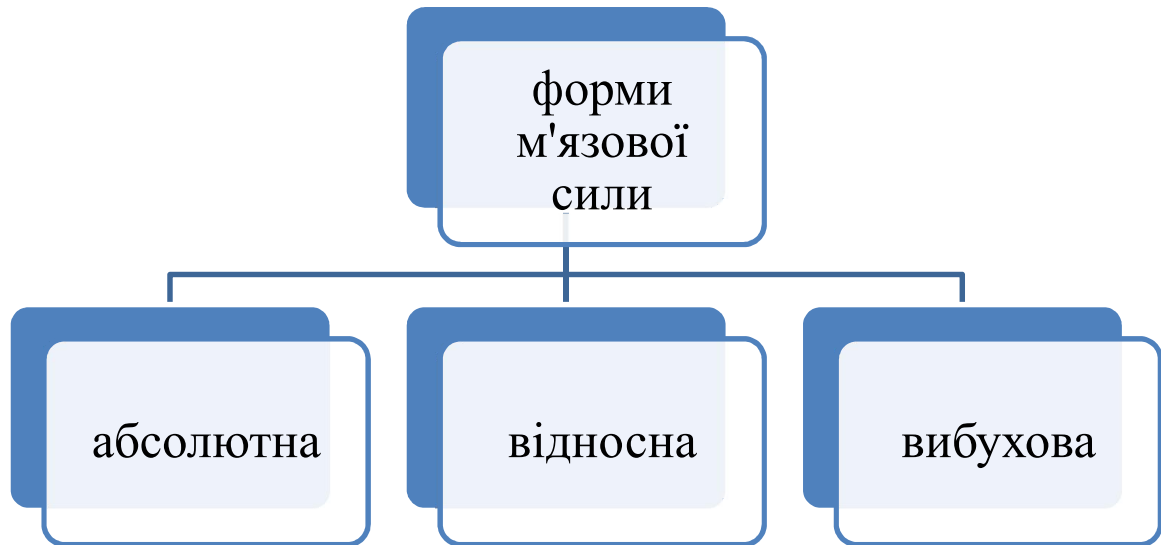 форми
м'язової
сили
абсолютна
відносна
вибухова